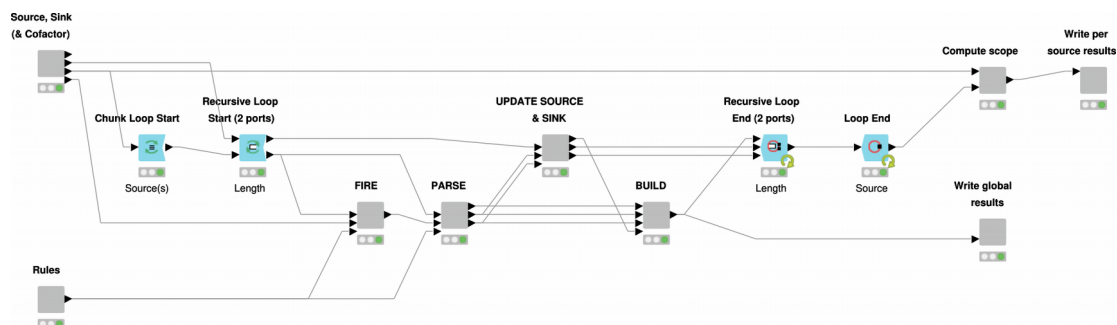 Source, Sink
(& Cofactor)
Write per
source results
Compute scope
UPDATE SOURCE
& SINK
Recursive Loop
Start (2 ports)
Recursive Loop
End (2 ports)
Chunk Loop Start
Loop End
Source(s)
Length
Length
Source
FIRE
PARSE
BUILD
Write global
results
Rules